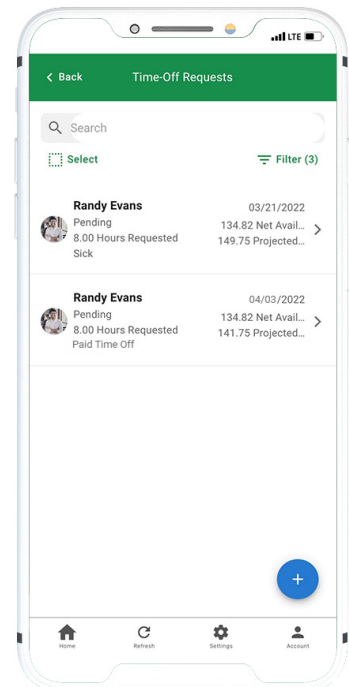 LTE
Back
Time-Off Requests
Search
Select
Filter (3)
Randy Evans
03/21/2022
Pending
134.82 Net Avail...
8.00 Hours Requested
149.75 Projected...
Sick
Randy Evans
04/03/2022
Pending
134.82 Net Avail...
8.00 Hours Requested
141.75 Projected...
Paid Time Off
+
Home
Refresh
Settings
Account